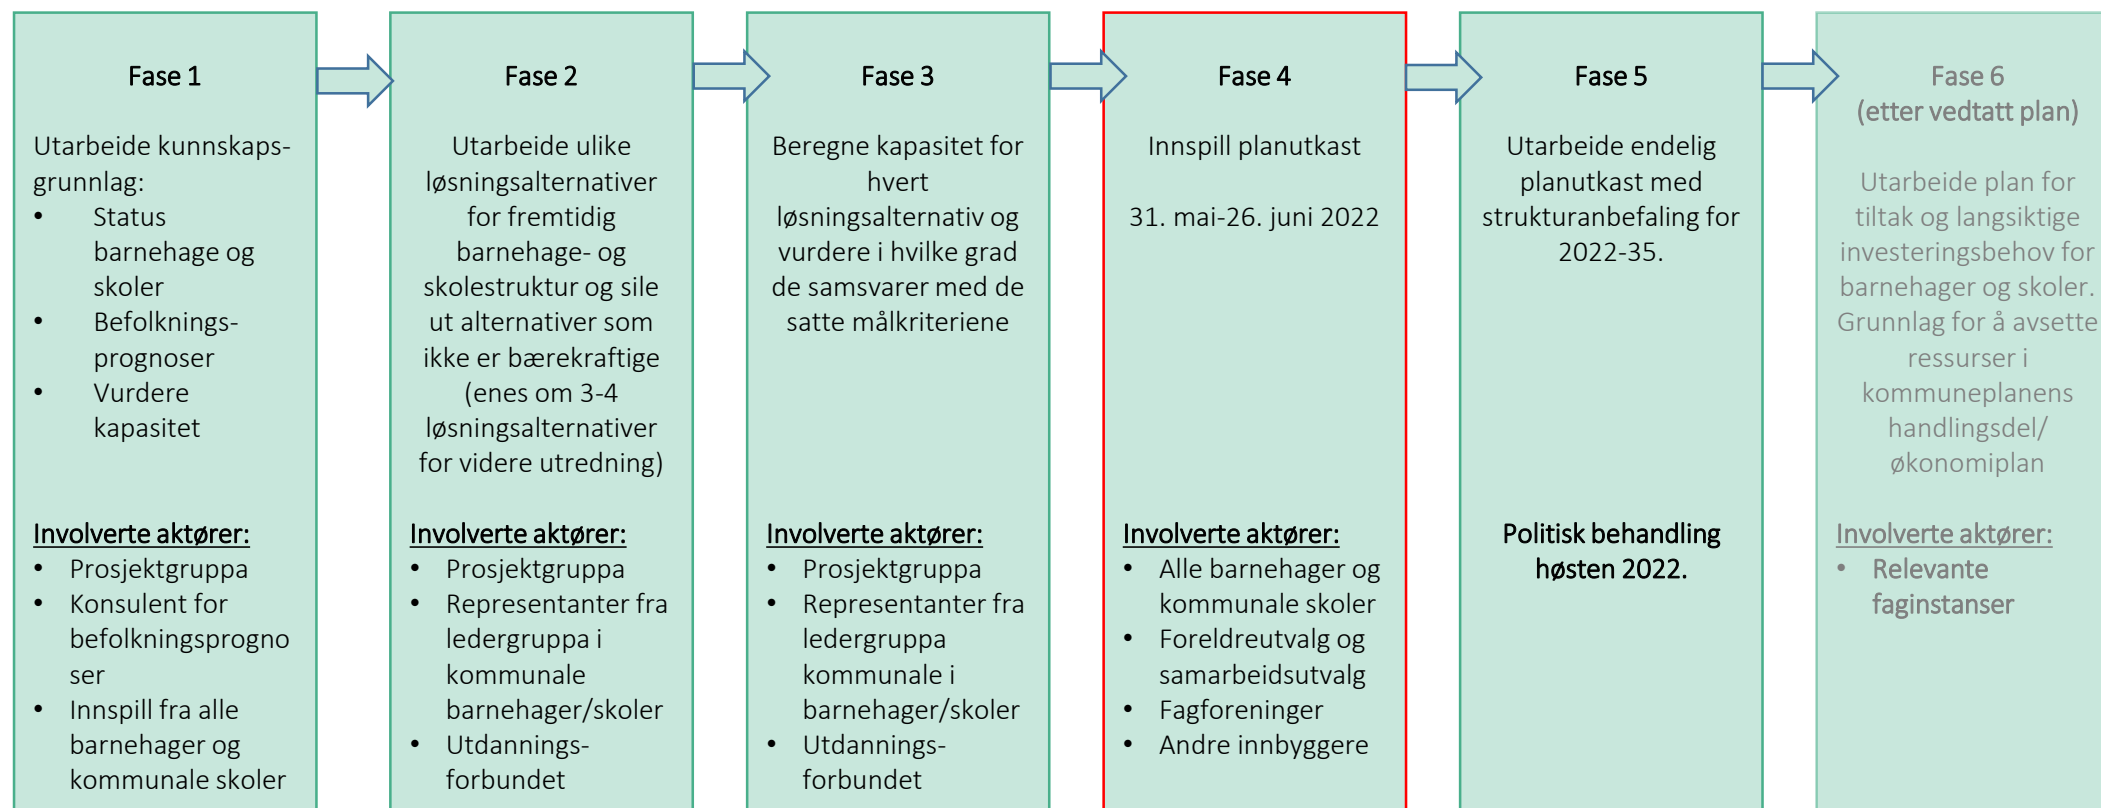 Fase 1
Utarbeide kunnskaps-
grunnlag:
• Status
barnehage og
skoler
• Befolknings-
prognoser
• Vurdere
kapasitet
Involverte aktører:
• Prosjektgruppa
• Konsulent for
befolkningsprogno
ser
• Innspill fra alle
barnehager og
kommunale skoler
Fase 2
Utarbeide ulike
løsningsalternativer
for fremtidig
barnehage- og
skolestruktur og sile
ut alternativer som
ikke er bærekraftige
(enes om 3-4
løsningsalternativer
for videre utredning)
Involverte aktører:
• Prosjektgruppa
• Representanter fra
ledergruppa i
kommunale
barnehager/skoler
• Utdannings-
forbundet
Fase 3
Beregne kapasitet for
hvert
løsningsalternativ og
vurdere i hvilke grad
de samsvarer med de
satte målkriteriene
Involverte aktører:
• Prosjektgruppa
• Representanter fra
ledergruppa
kommunale i
barnehager/skoler
• Utdannings-
forbundet
Fase 4
Innspill planutkast
31. mai-26. juni 2022
Involverte aktører:
• Alle barnehager og
kommunale skoler
• Foreldreutvalg og
samarbeidsutvalg
• Fagforeninger
• Andre innbyggere
Fase 5
Utarbeide endelig
planutkast med
strukturanbefaling for
2022-35.
Politisk behandling
høsten 2022.
Fase 6
(etter vedtatt plan)
Utarbeide plan for
tiltak og langsiktige
investeringsbehov for
barnehager og skoler.
Grunnlag for å avsette
ressurser i
kommuneplanens
handlingsdel/
økonomiplan
Involverte aktører:
• Relevante
faginstanser